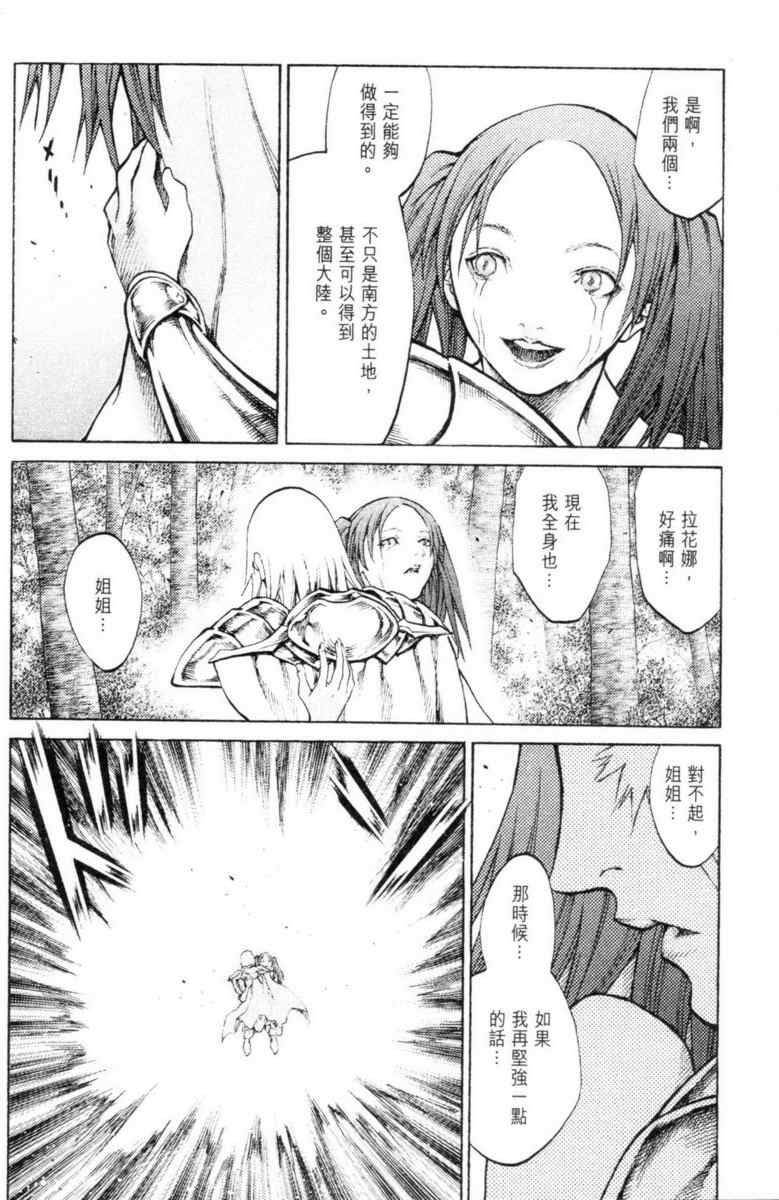 是啊，
我們兩個…
一定能夠
做得到的。
不只是南方的土地，
甚至可以得到
整個大陸。
拉花娜，
好痛啊…
現在
我全身也…
姐姐…
對不起，
姐姐…
那時候…
如果
我再堅強一點
的話…